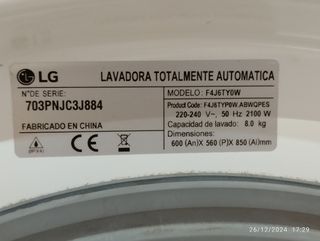 LG LAVADORA TOTALMENTE AUTOMATICA
N°DE SERIE:
703PNJC3J884
FABRICADO EN CHINA
(IPX4)
MODELO: F4J6TY0W
Product Code: F4J6TYP0W.ABWQPES
220-240 V~, 50 Hz 2100 W
Capacidad de lavado: 8.0 kg
Dimensiones:
600 (An)X 560 (P)X 850 (Al)mm
26/12/2024 17:29